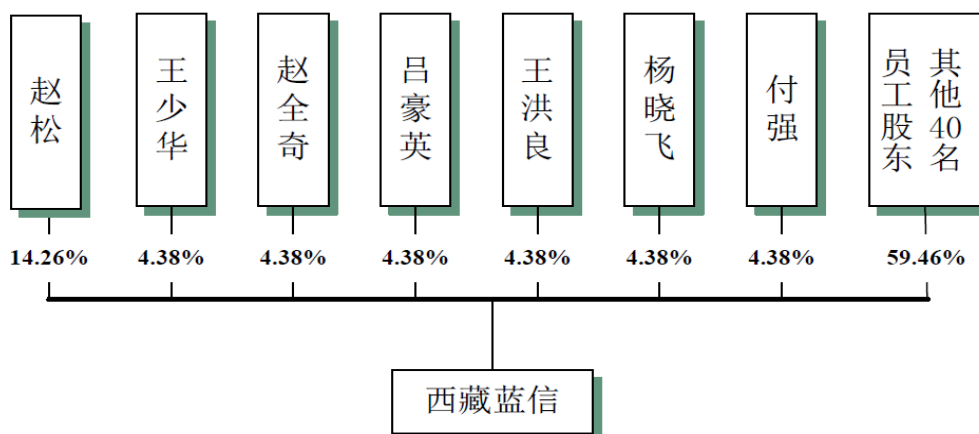 赵松
王少华
赵全奇
吕豪英
王洪良
杨晓飞
付强
其他40名
员工股东
14.26%
4.38%
4.38%
4.38%
4.38%
4.38%
4.38%
59.46%
西藏蓝信